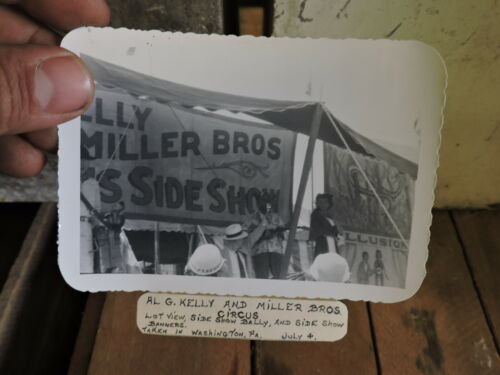 LLY
MILLER BROS
'S SIDE SHOW
ILLUSION
AL G. KELLY AND MILLER BROS.
CIRCUS
LOT VIEW, SIDE SHOW BALLY, AND SIDE SHOW
BANNERS.
TAKEN IN WASHINGTON, PA. JULY 4,